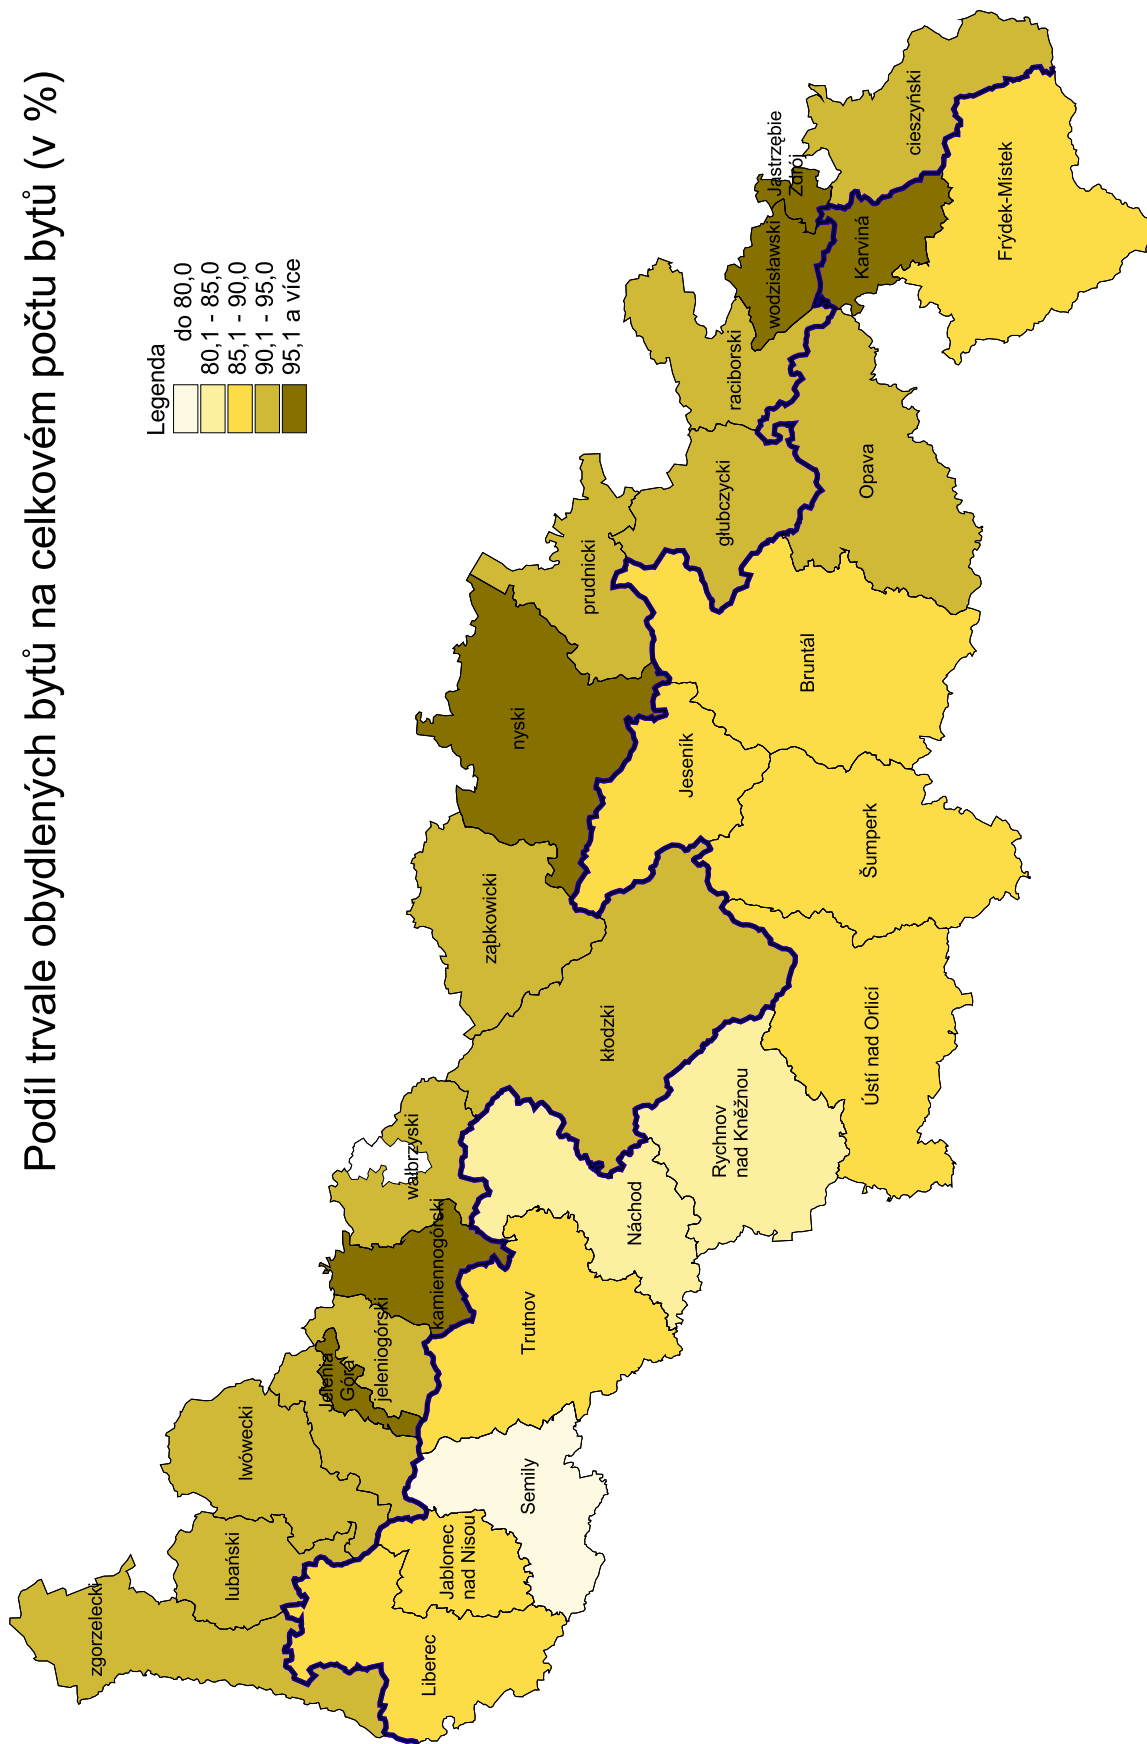 Podíl trvale obydlených bytů na celkovém počtu bytů (v %)
Legenda
do 80,0
80,1 - 85,0
85,1 - 90,0
90,1 - 95,0
95,1 a více
zgorzelecki
lubański
lwówecki
Jelenia
Góra
jeleniogórski
kamiennogórski
wałbrzyski
Liberec
Jablonec
nad Nisou
Semily
Trutnov
Náchod
Rychnov
nad Kněžnou
kłodzki
ząbkowicki
nyski
prudnicki
głubczycki
raciborski
wodzisławski
Jastrzębie
Zdrój
cieszyński
Ústí nad Orlicí
Šumperk
Jeseník
Bruntál
Opava
Karviná
Frýdek-Místek